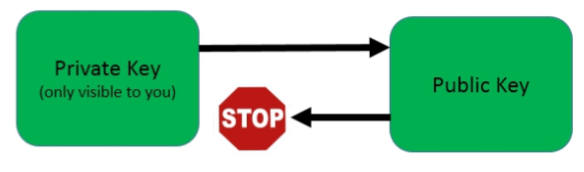 Private Key
(only visible to you)
Public Key
STOP